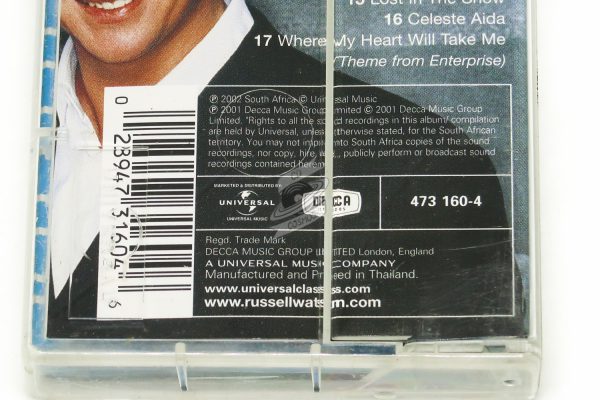 15 Lost In The Snow
16 Celeste Aida
17 Where My Heart Will Take Me
(Theme from Enterprise)
℗ 2002 South Africa © Universal Music
℗ 2001 Decca Music Group Limited © 2001 Decca Music Group
Limited. "Rights to all the sound recordings in this album/ compilation
are held by Universal, unless otherwise stated, for the South African
territory. You may not import into South Africa copies of the sound
recordings, nor copy, hire, publicly perform or broadcast sound
recordings contained herein
MARKETED & DISTRIBUTED BY
UNIVERSAL
UNIVERSAL MUSIC
DECCA
RECORDS
473 160-4
Regd. Trade Mark
DECCA MUSIC GROUP LIMITED London, England
A UNIVERSAL MUSIC COMPANY
Manufactured and Printed in Thailand.
www.universalclassics.com
www.russellwatson.com
0 28947 31604 6